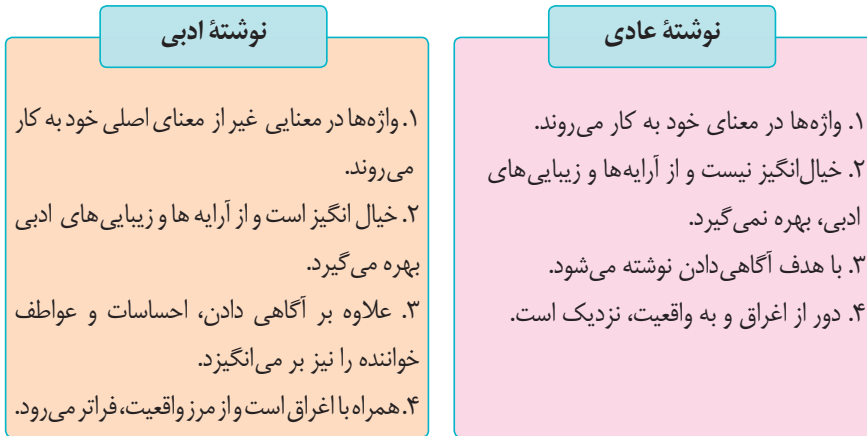 نوشتهٔ عادی
۱. واژه‌ها در معنای خود به کار می‌روند.
۲. خیال‌انگیز نیست و از آرایه‌ها و زیبایی‌های
ادبی، بهره نمی‌گیرد.
۳. با هدف آگاهی‌دادن نوشته می‌شود.
۴. دور از اغراق و به واقعیت، نزدیک است.
نوشتهٔ ادبی
۱. واژه‌ها در معنایی غیر از معنای اصلی خود به کار
می‌روند.
۲. خیال انگیز است و از آرایه ها و زیبایی‌های ادبی
بهره می‌گیرد.
۳. علاوه بر آگاهی دادن، احساسات و عواطف
خواننده را نیز بر می‌انگیزد.
۴. همراه با اغراق است و از مرز واقعیت، فراتر می‌رود.